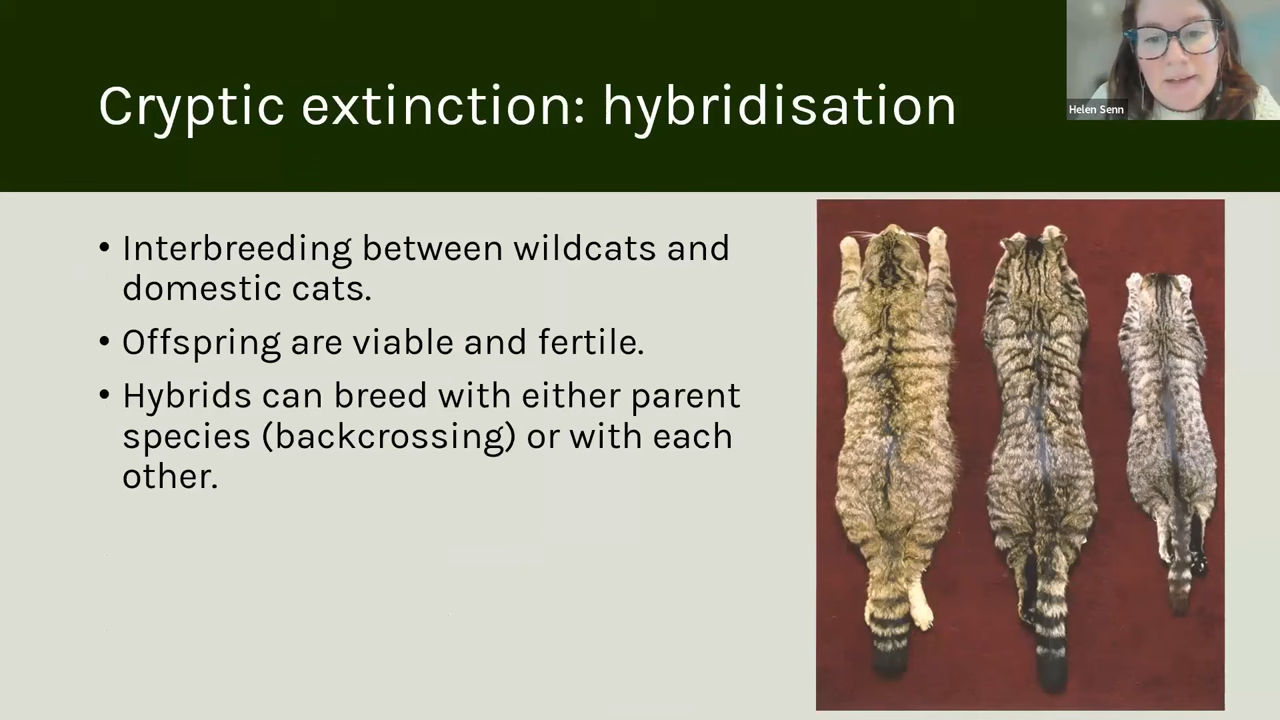 Cryptic extinction: hybridisation
Helen Senn
• Interbreeding between wildcats and
domestic cats.
• Offspring are viable and fertile.
• Hybrids can breed with either parent
species (backcrossing) or with each
other.